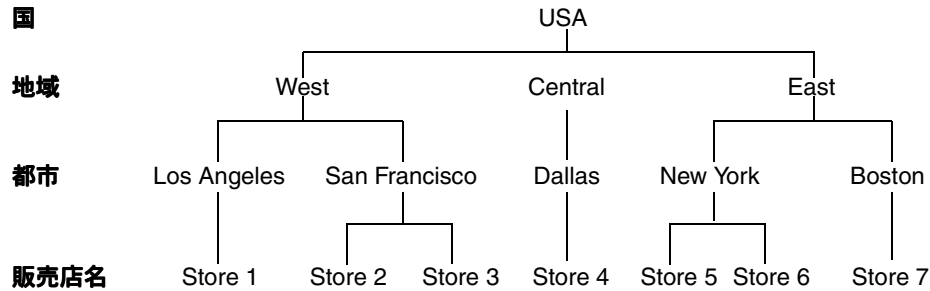 国 USA
地域 West Central East
都市 Los Angeles San Francisco Dallas New York Boston
販売店名 Store 1 Store 2 Store 3 Store 4 Store 5 Store 6 Store 7